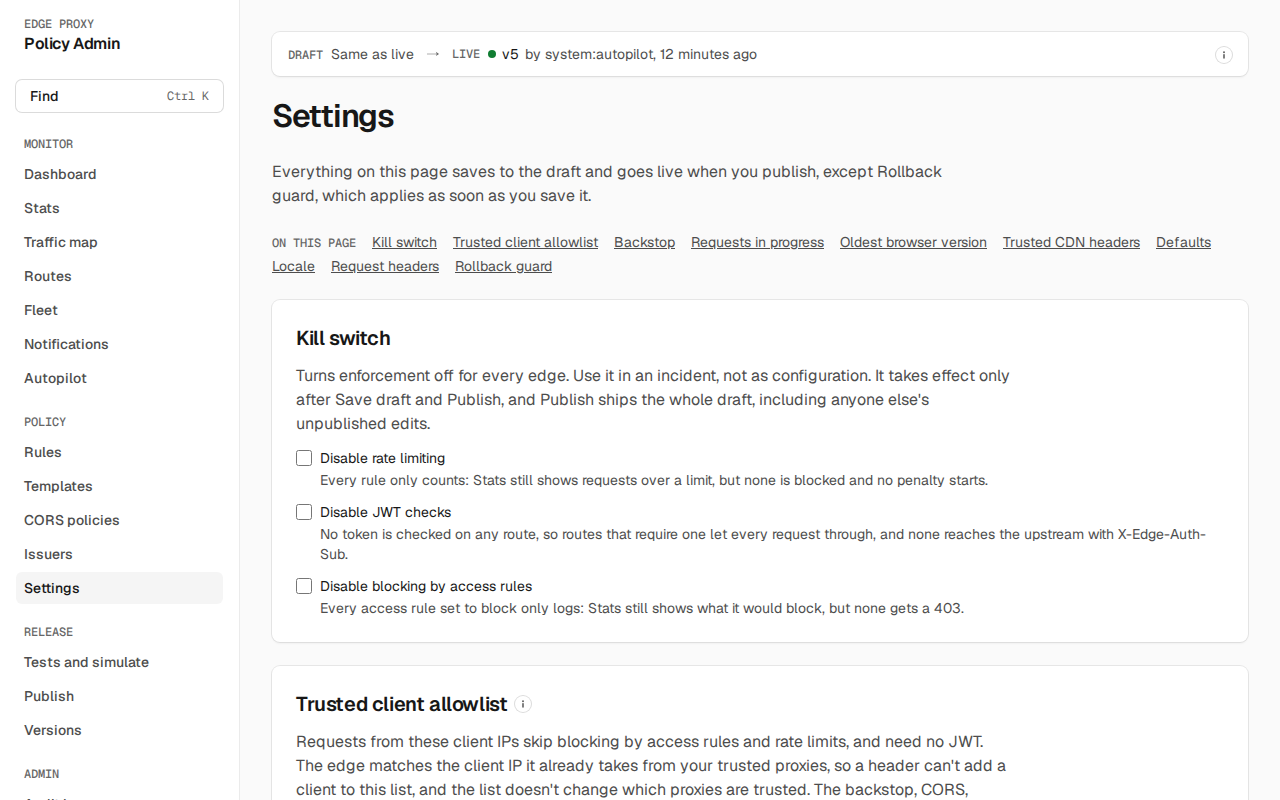 EDGE PROXY
Policy Admin
Find
Ctrl K
MONITOR
Dashboard
Stats
Traffic map
Routes
Fleet
Notifications
Autopilot
POLICY
Rules
Templates
CORS policies
Issuers
Settings
RELEASE
Tests and simulate
Publish
Versions
ADMIN
DRAFT Same as live → LIVE v5 by system:autopilot, 12 minutes ago
Settings
Everything on this page saves to the draft and goes live when you publish, except Rollback
guard, which applies as soon as you save it.
ON THIS PAGE Kill switch Trusted client allowlist Backstop Requests in progress Oldest browser version Trusted CDN headers Defaults
Locale Request headers Rollback guard
Kill switch
Turns enforcement off for every edge. Use it in an incident, not as configuration. It takes effect only
after Save draft and Publish, and Publish ships the whole draft, including anyone else's
unpublished edits.
Disable rate limiting
Every rule only counts: Stats still shows requests over a limit, but none is blocked and no penalty starts.
Disable JWT checks
No token is checked on any route, so routes that require one let every request through, and none reaches the upstream with X-Edge-Auth-
Sub.
Disable blocking by access rules
Every access rule set to block only logs: Stats still shows what it would block, but none gets a 403.
Trusted client allowlist
Requests from these client IPs skip blocking by access rules and rate limits, and need no JWT.
The edge matches the client IP it already takes from your trusted proxies, so a header can't add a
client to this list, and the list doesn't change which proxies are trusted. The backstop, CORS,